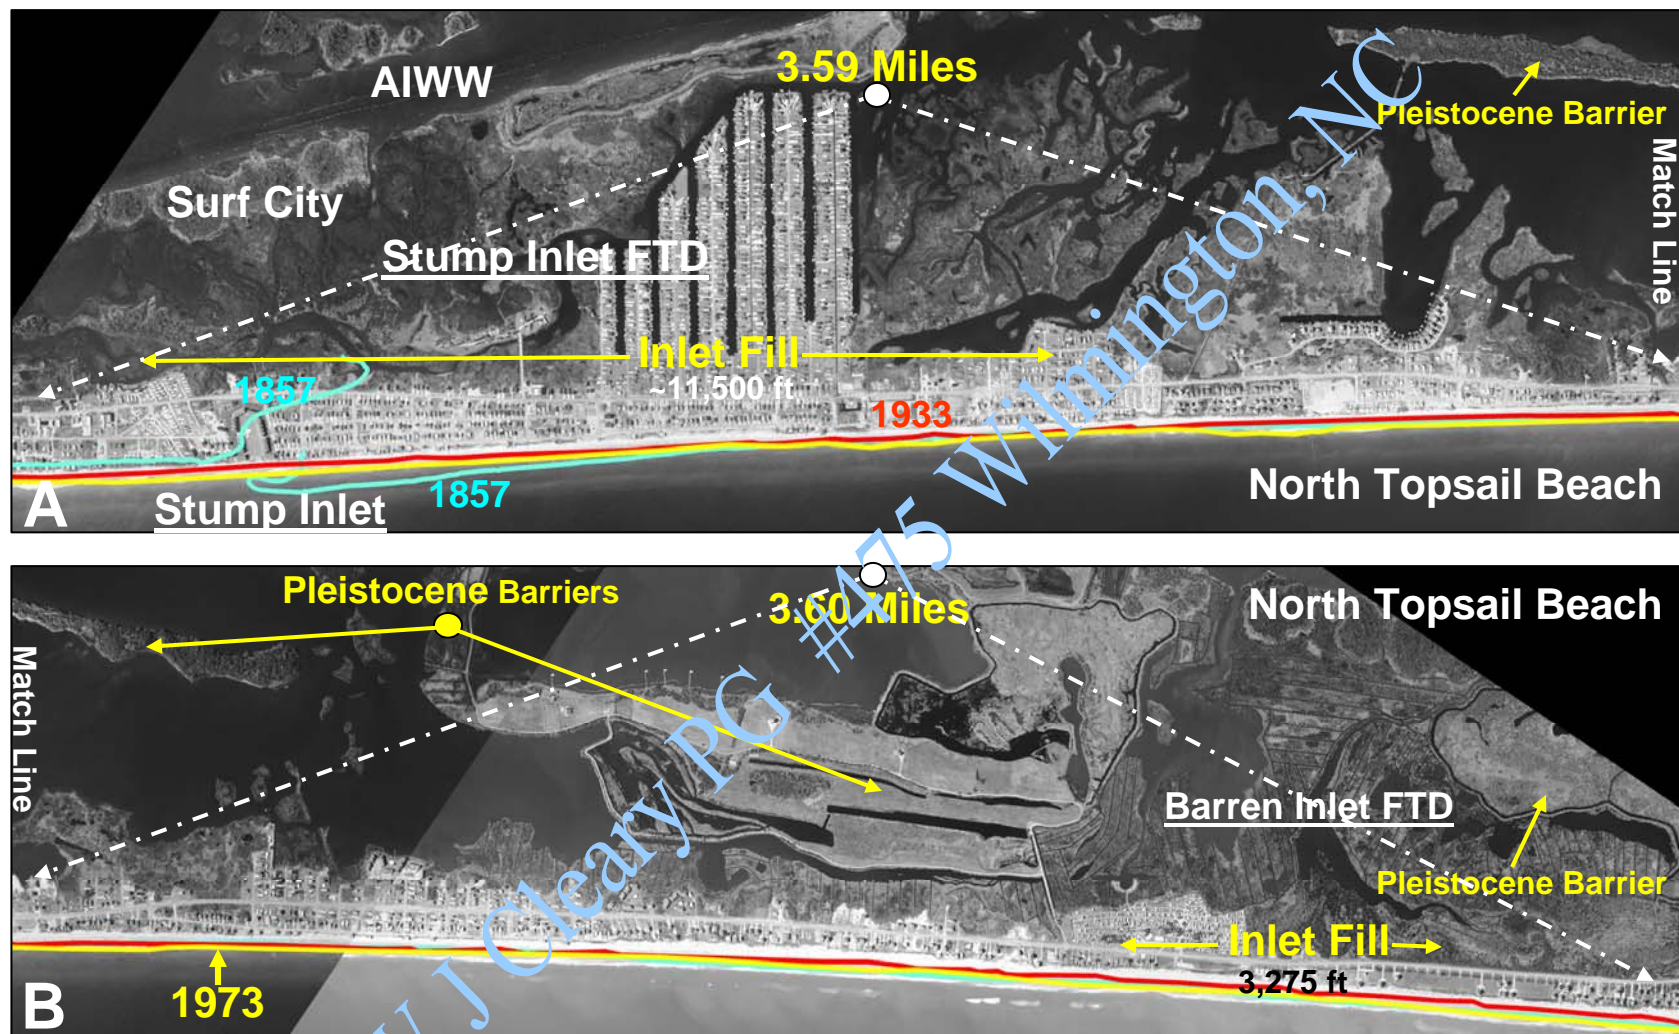 AIWW
3.59 Miles
Pleistocene Barrier
Match Line
Surf City
Stump Inlet FTD
Inlet Fill
~11,500 ft
1857
1933
1857
North Topsail Beach
A
Stump Inlet
Pleistocene Barriers
3.60 Miles
North Topsail Beach
Match Line
Barren Inlet FTD
Pleistocene Barrier
Inlet Fill
3,275 ft
1973
B
J Cleary PG #475 Wilmington, NC